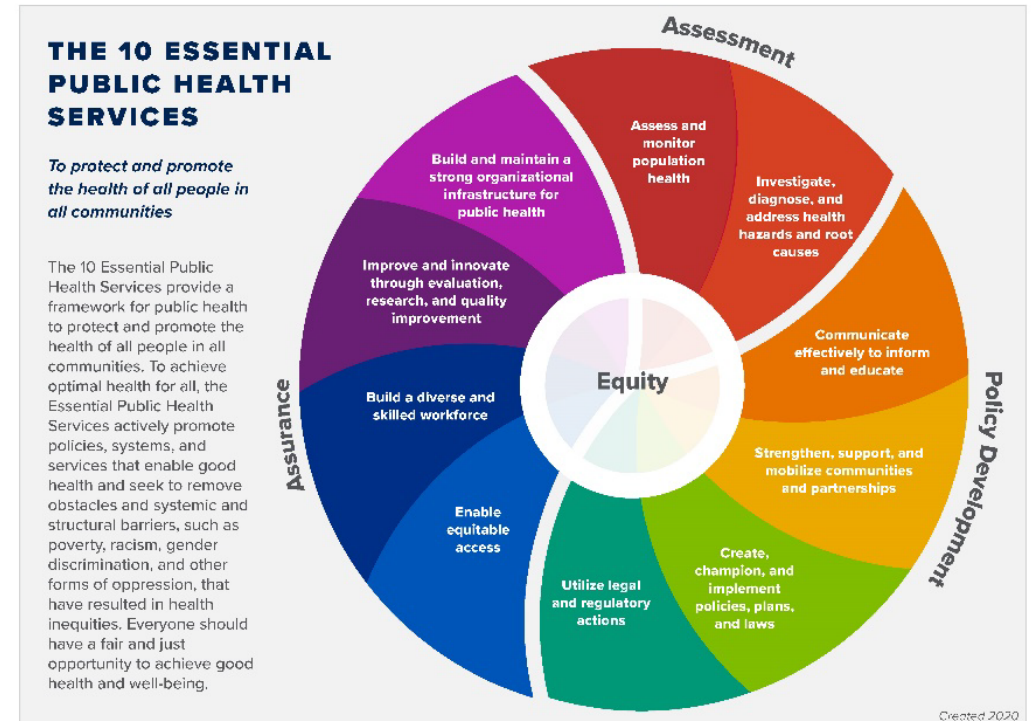 THE 10 ESSENTIAL
PUBLIC HEALTH
SERVICES
To protect and promote
the health of all people in
all communities
The 10 Essential Public
Health Services provide a
framework for public health
to protect and promote the
health of all people in all
communities. To achieve
optimal health for all, the
Essential Public Health
Services actively promote
policies, systems, and
services that enable good
health and seek to remove
obstacles and systemic and
structural barriers, such as
poverty, racism, gender
discrimination, and other
forms of oppression, that
have resulted in health
inequities. Everyone should
have a fair and just
opportunity to achieve good
health and well-being.
Assessment
Assess and
monitor
population
health
Investigate,
diagnose, and
address health
hazards and root
causes
Policy Development
Communicate
effectively to inform
and educate
Strengthen, support, and
mobilize communities
and partnerships
Create,
champion, and
implement
policies, plans,
and laws
Utilize legal
and regulatory
actions
Assurance
Enable
equitable
access
Build a diverse and
skilled workforce
Improve and innovate
through evaluation,
research, and quality
improvement
Build and maintain a
strong organizational
infrastructure for
public health
Equity
Created 2020